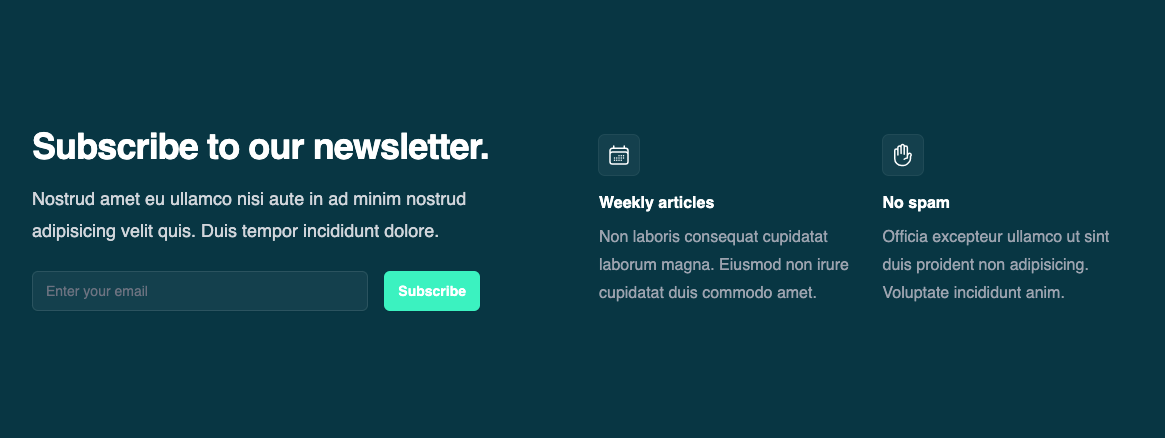 Subscribe to our newsletter.
Nostrud amet eu ullamco nisi aute in ad minim nostrud
adipisicing velit quis. Duis tempor incididunt dolore.
Enter your email
Subscribe
Weekly articles
Non laboris consequat cupidatat
laborum magna. Eiusmod non irure
cupidatat duis commodo amet.
No spam
Officia excepteur ullamco ut sint
duis proident non adipisicing.
Voluptate incididunt anim.